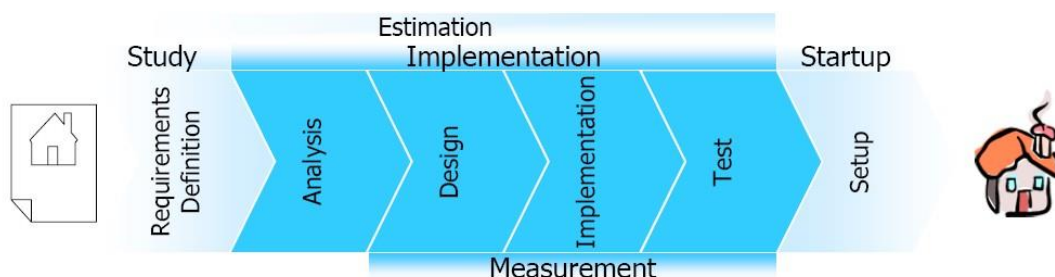 Estimation
Study
Implementation
Startup
Requirements
Definition
Analysis
Design
Implementation
Test
Setup
Measurement